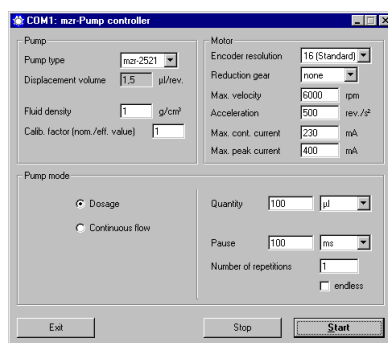 COM1: mzr-Pump controller
Pump
Pump type mzr-2521
Displacement volume 1,5 µl/rev.
Fluid density 1 g/cm³
Calib. factor (nom./eff. value) 1
Motor
Encoder resolution 16 (Standard)
Reduction gear none
Max. velocity 6000 rpm
Acceleration 500 rev./s²
Max. cont. current 230 mA
Max. peak current 400 mA
Pump mode
Dosage
Continuous flow
Quantity 100 µl
Pause 100 ms
Number of repetitions 1
endless
Exit
Stop
Start